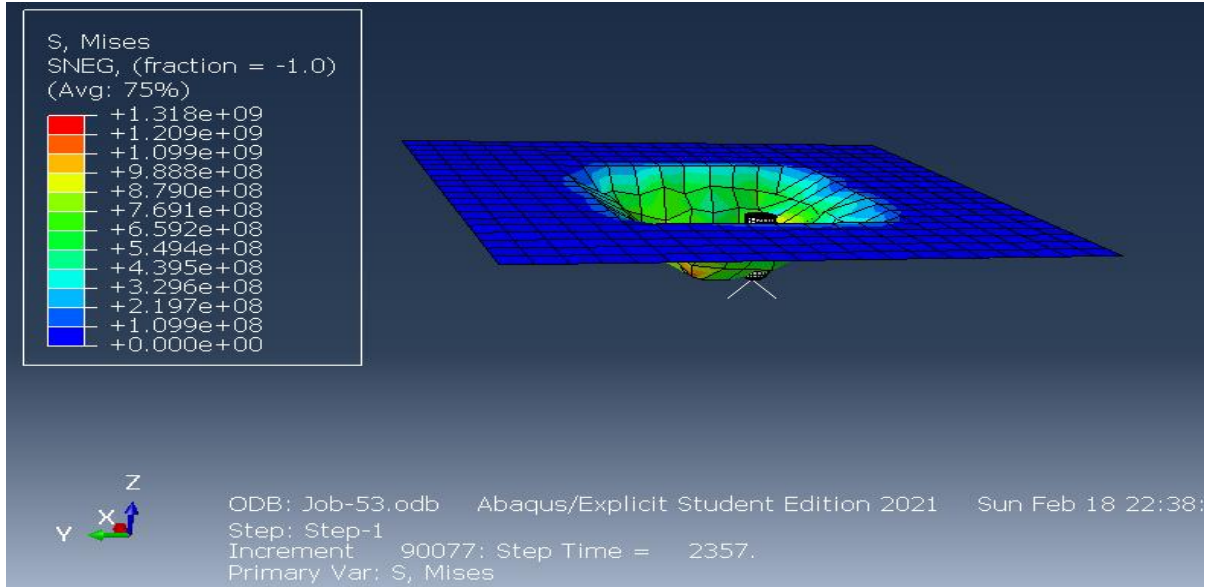 S, Mises
SNEG, (fraction = -1.0)
(Avg: 75%)
+1.318e+09
+1.209e+09
+1.099e+09
+9.888e+08
+8.790e+08
+7.691e+08
+6.592e+08
+5.494e+08
+4.395e+08
+3.296e+08
+2.197e+08
+1.099e+08
+0.000e+00
Z
X
Y
ODB: Job-53.odb Abaqus/Explicit Student Edition 2021 Sun Feb 18 22:38:
Step: Step-1
Increment 90077: Step Time = 2357.
Primary Var: S, Mises